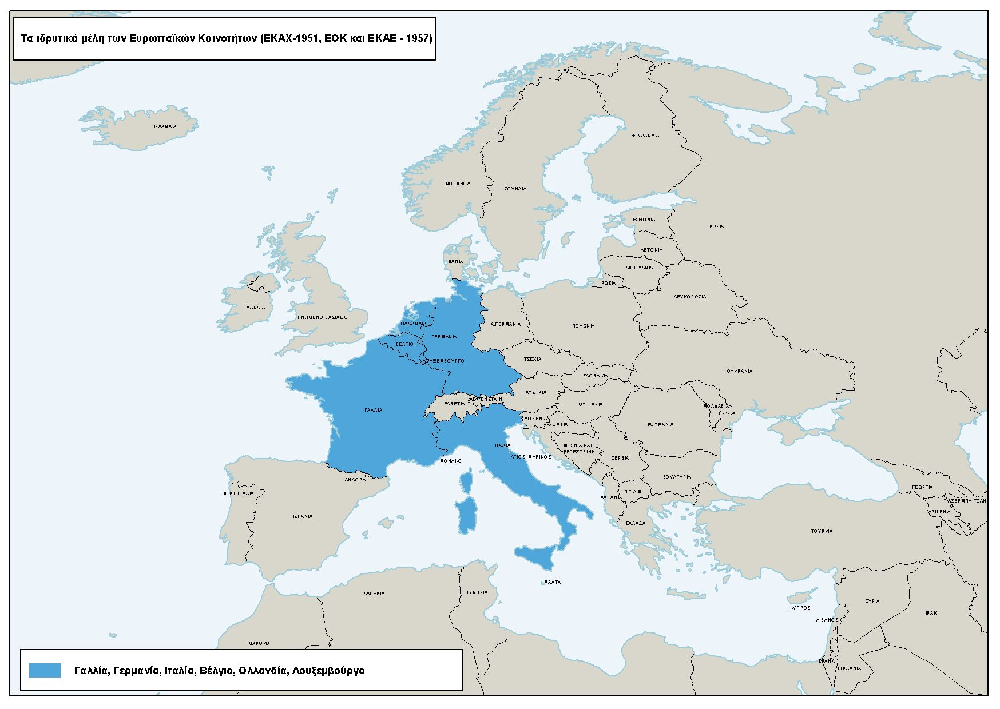 Τα ιδρυτικά μέλη των Ευρωπαϊκών Κοινοτήτων (ΕΚΑΧ-1951, ΕΟΚ και ΕΚΑΕ - 1957)
ΙΣΛΑΝΔΙΑ
ΦΙΝΛΑΝΔΙΑ
ΝΟΡΒΗΓΙΑ
ΣΟΥΗΔΙΑ
ΕΣΘΟΝΙΑ
ΡΩΣΙΑ
ΛΕΤΟΝΙΑ
ΔΑΝΙΑ
ΛΙΘΟΥΑΝΙΑ
ΡΩΣΙΑ
ΛΕΥΚΟΡΩΣΙΑ
ΙΡΛΑΝΔΙΑ
ΗΝΩΜΕΝΟ ΒΑΣΙΛΕΙΟ
ΟΛΛΑΝΔΙΑ
Α.ΓΕΡΜΑΝΙΑ
ΠΟΛΩΝΙΑ
ΓΕΡΜΑΝΙΑ
ΒΕΛΓΙΟ
ΛΟΥΞΕΜΒΟΥΡΓΟ
ΤΣΕΧΙΑ
ΟΥΚΡΑΝΙΑ
ΣΛΟΒΑΚΙΑ
ΑΥΣΤΡΙΑ
ΛΙΧΤΕΝΣΤΑΙΝ
ΕΛΒΕΤΙΑ
ΟΥΓΓΑΡΙΑ
ΜΟΛΔΑΒΙΑ
ΓΑΛΛΙΑ
ΣΛΟΒΕΝΙΑ
ΚΡΟΑΤΙΑ
ΡΟΥΜΑΝΙΑ
ΙΤΑΛΙΑ
ΒΟΣΝΙΑ ΚΑΙ
ΕΡΓΕΖΟΒΙΝΗ
ΑΓΙΟΣ ΜΑΡΙΝΟΣ
ΣΕΡΒΙΑ
ΜΟΝΑΚΟ
ΑΝΔΟΡΑ
ΒΟΥΛΓΑΡΙΑ
ΓΕΩΡΓΙΑ
ΠΟΡΤΟΓΑΛΙΑ
Π.Γ.Δ.Μ.
ΑΛΒΑΝΙΑ
ΑΖΕΡΜΠΑΙΤΖΑΝ
ΑΡΜΕΝΙΑ
ΙΣΠΑΝΙΑ
ΕΛΛΑΔΑ
ΤΟΥΡΚΙΑ
ΜΑΛΤΑ
ΑΛΓΕΡΙΑ
ΤΥΝΗΣΙΑ
ΣΥΡΙΑ
ΚΥΠΡΟΣ
ΙΡΑΚ
ΛΙΒΑΝΟΣ
ΜΑΡΟΚΟ
ΙΣΡΑΗΛ
ΙΟΡΔΑΝΙΑ
Γαλλία, Γερμανία, Ιταλία, Βέλγιο, Ολλανδία, Λουξεμβούργο